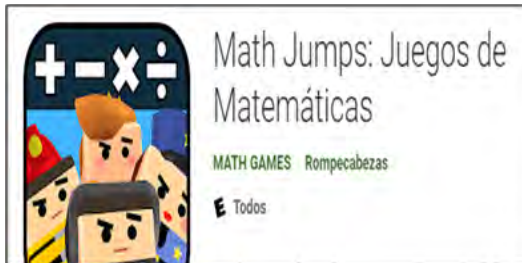 + − × ÷
Math Jumps: Juegos de
Matemáticas
MATH GAMES Rompecabezas
E Todos